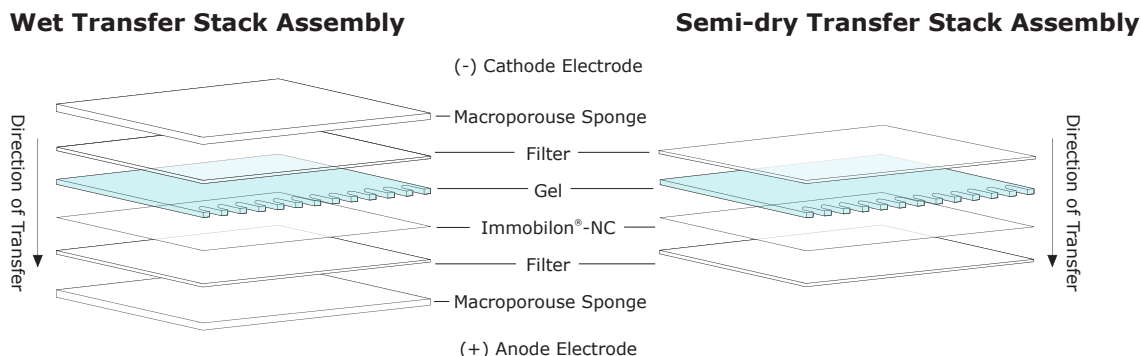 Wet Transfer Stack Assembly
Semi-dry Transfer Stack Assembly
(-) Cathode Electrode
Direction of Transfer
Macroporouse Sponge
Filter
Gel
Immobilon®-NC
Filter
Macroporouse Sponge
(+) Anode Electrode
Direction of Transfer